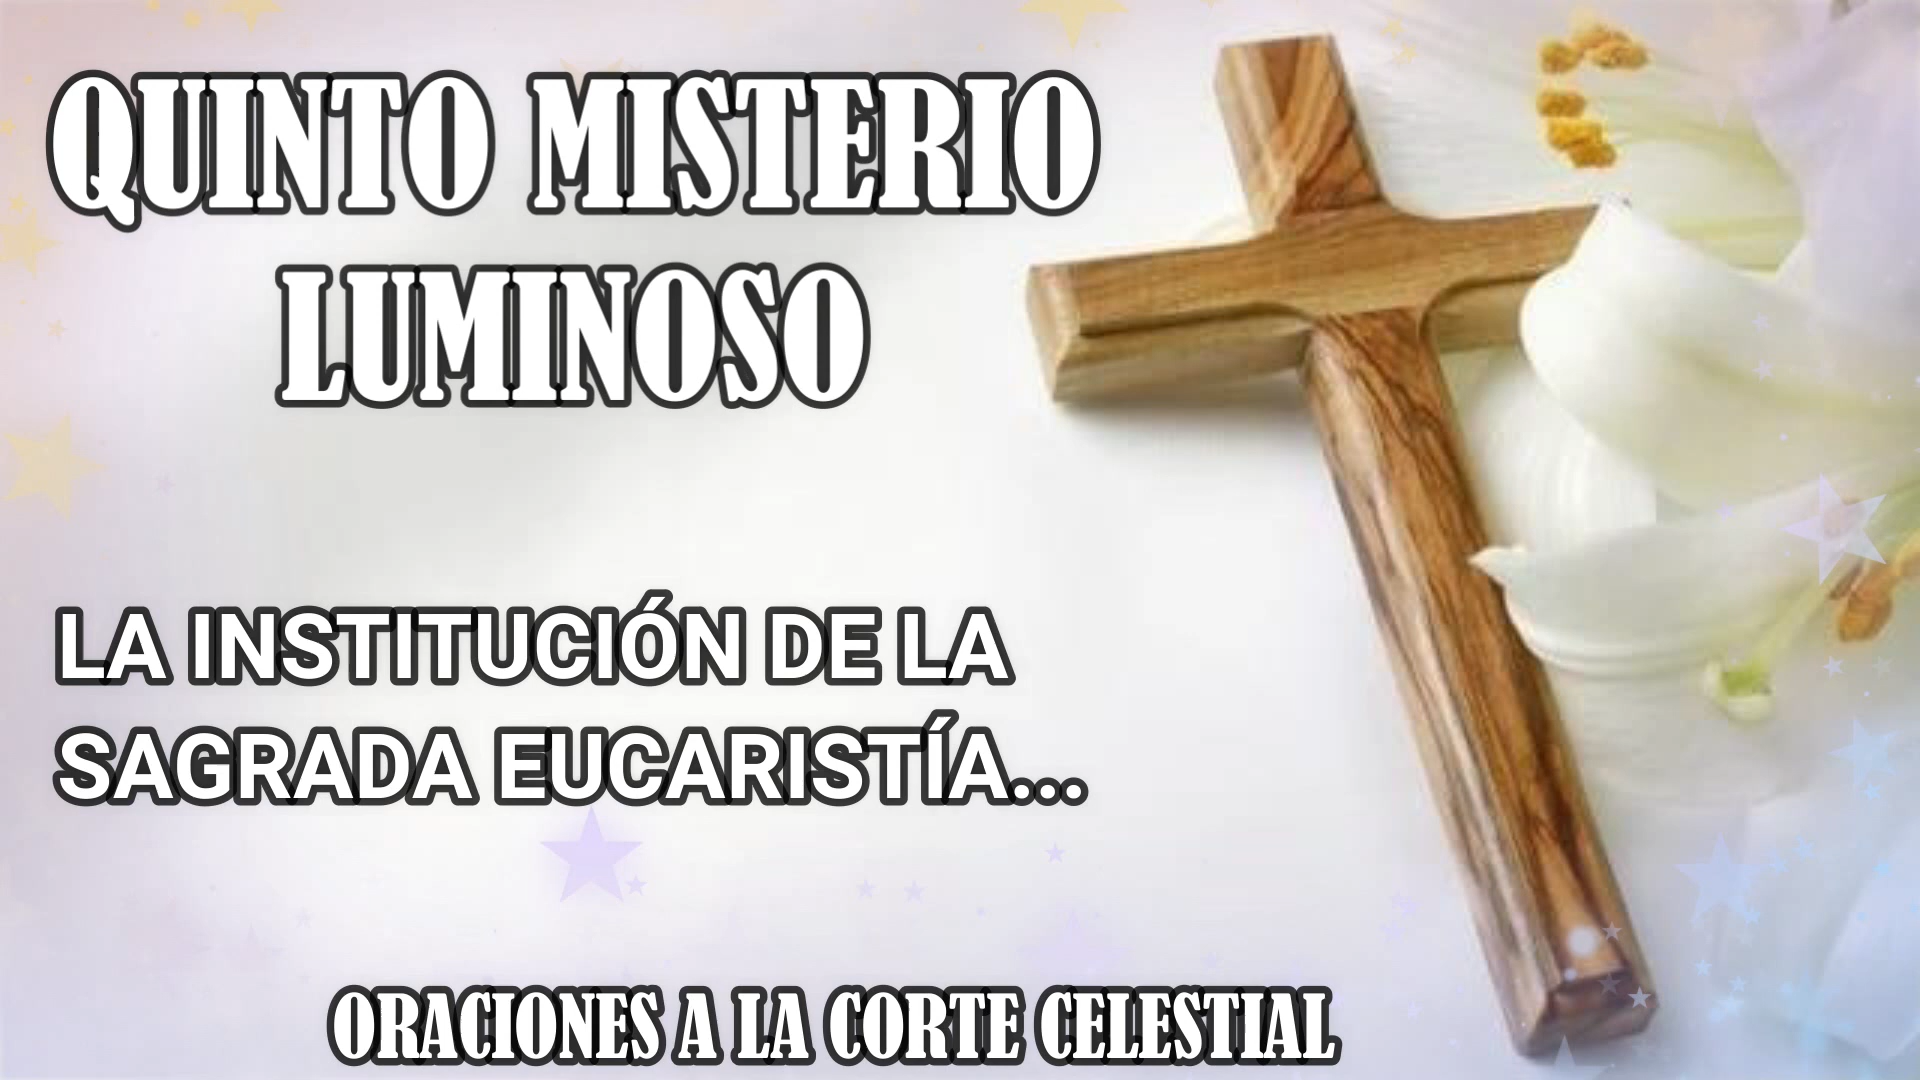 QUINTO MISTERIO
LUMINOSO
LA INSTITUCIÓN DE LA
SAGRADA EUCARISTÍA...
ORACIONES A LA CORTE CELESTIAL